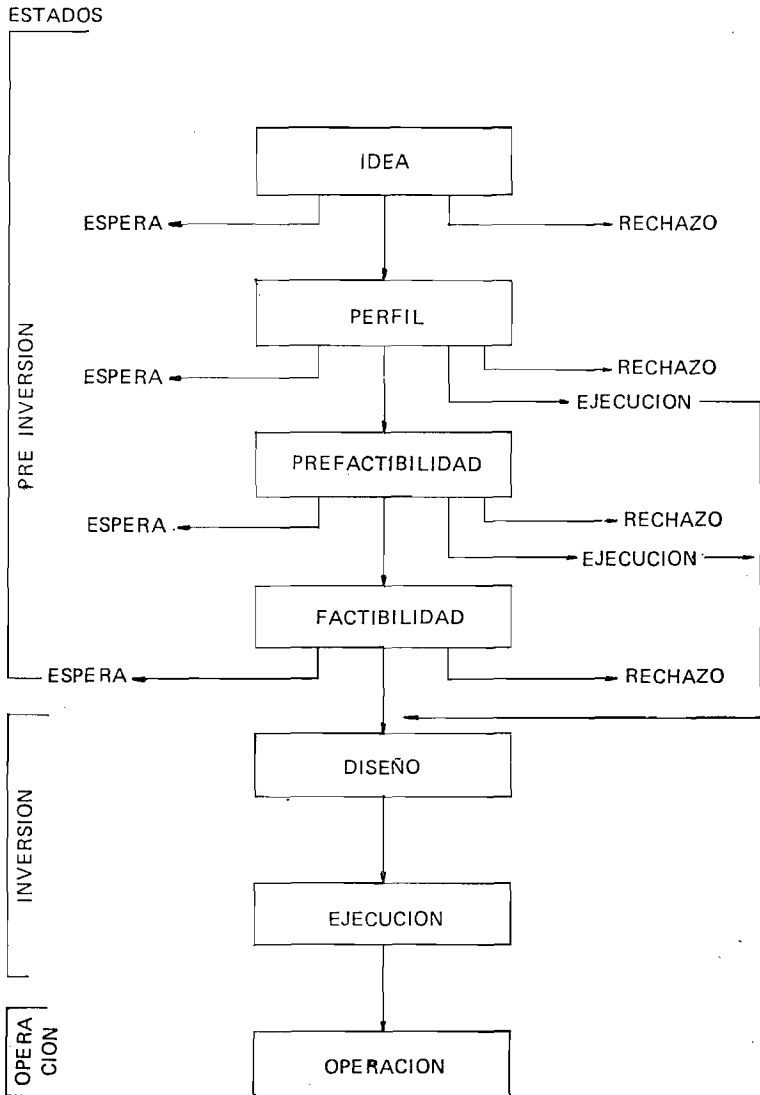 ESTADOS
IDEA
ESPERA
RECHAZO
PERFIL
ESPERA
RECHAZO
EJECUCION
PRE INVERSION
PREFACTIBILIDAD
ESPERA
RECHAZO
EJECUCION
FACTIBILIDAD
ESPERA
RECHAZO
DISEÑO
INVERSION
EJECUCION
OPERA
CION
OPERACION